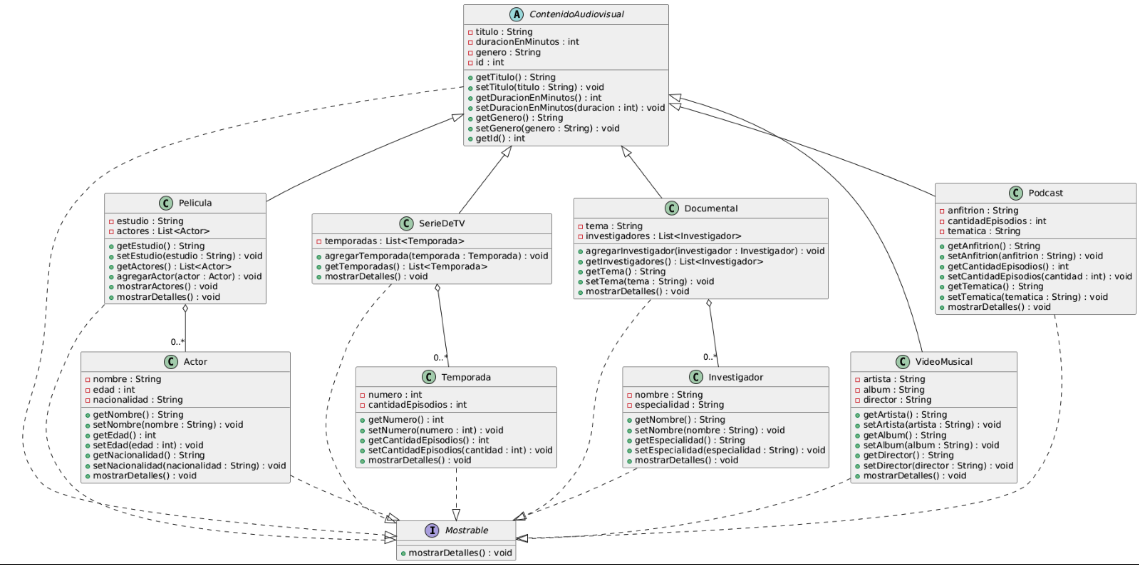 A ContenidoAudiovisual
titulo : String
duracionEnMinutos : int
genero : String
id : int
getTitulo() : String
setTitulo(titulo : String) : void
getDuracionEnMinutos() : int
setDuracionEnMinutos(duracion : int) : void
getGenero() : String
setGenero(genero : String) : void
getId() : int
C Pelicula
estudio : String
actores : List<Actor>
getEstudio() : String
setEstudio(estudio : String) : void
getActores() : List<Actor>
agregarActor(actor : Actor) : void
mostrarActores() : void
mostrarDetalles() : void
C SerieDeTV
temporadas : List<Temporada>
agregarTemporada(temporada : Temporada) : void
getTemporadas() : List<Temporada>
mostrarDetalles() : void
C Documental
tema : String
investigadores : List<Investigador>
agregarInvestigador(investigador : Investigador) : void
getInvestigadores() : List<Investigador>
getTema() : String
setTema(tema : String) : void
mostrarDetalles() : void
C Podcast
anfitrion : String
cantidadEpisodios : int
tematica : String
getAnfitrion() : String
setAnfitrion(anfitrion : String) : void
getCantidadEpisodios() : int
setCantidadEpisodios(cantidad : int) : void
getTematica() : String
setTematica(tematica : String) : void
mostrarDetalles() : void
0..*
0..*
0..*
C Actor
nombre : String
edad : int
nacionalidad : String
getNombre() : String
setNombre(nombre : String) : void
getEdad() : int
setEdad(edad : int) : void
getNacionalidad() : String
setNacionalidad(nacionalidad : String) : void
mostrarDetalles() : void
C Temporada
numero : int
cantidadEpisodios : int
getNumero() : int
setNumero(numero : int) : void
getCantidadEpisodios() : int
setCantidadEpisodios(cantidad : int) : void
mostrarDetalles() : void
C Investigador
nombre : String
especialidad : String
getNombre() : String
setNombre(nombre : String) : void
getEspecialidad() : String
setEspecialidad(especialidad : String) : void
mostrarDetalles() : void
C VideoMusical
artista : String
album : String
director : String
getArtista() : String
setArtista(artista : String) : void
getAlbum() : String
setAlbum(album : String) : void
getDirector() : String
setDirector(director : String) : void
mostrarDetalles() : void
I Mostrable
mostrarDetalles() : void